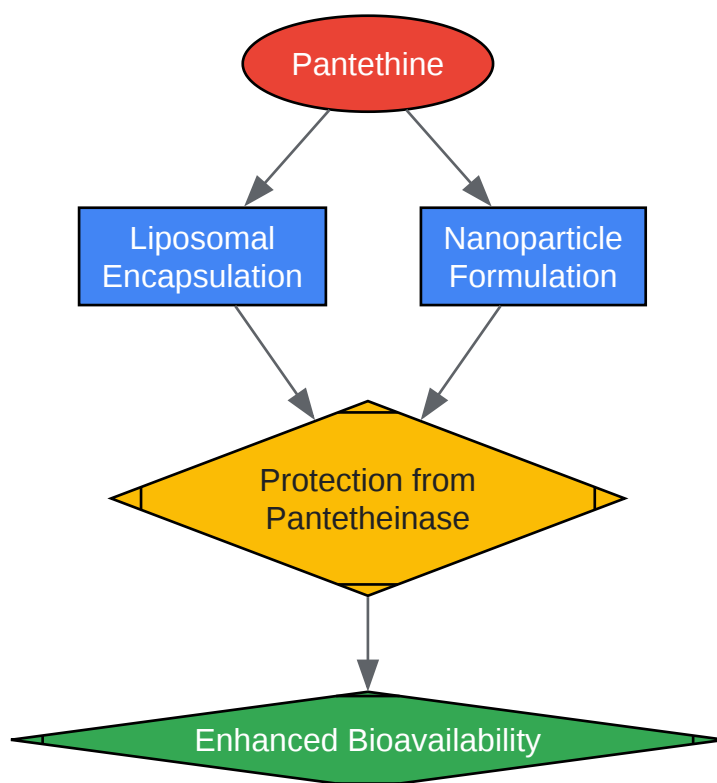 Pantethine
Liposomal
Encapsulation
Nanoparticle
Formulation
Protection from
Pantetheinase
Enhanced Bioavailability